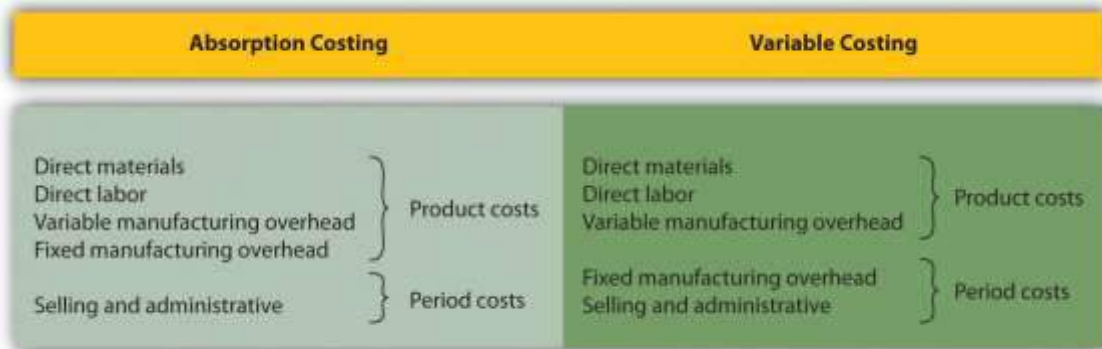 Absorption Costing
Variable Costing
Direct materials
Direct labor
Variable manufacturing overhead
Fixed manufacturing overhead
Product costs
Selling and administrative
Period costs
Direct materials
Direct labor
Variable manufacturing overhead
Product costs
Fixed manufacturing overhead
Selling and administrative
Period costs